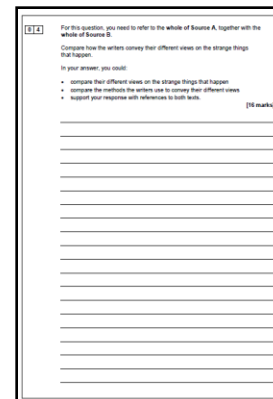 0 4 For this question, you need to refer to the whole of Source A, together with the
whole of Source B.
Compare how the writers convey their different views on the strange things
that happen.
In your answer, you could:
• compare their different views on the strange things that happen
• compare the methods the writers use to convey their different views
• support your response with references to both texts.
[16 marks]